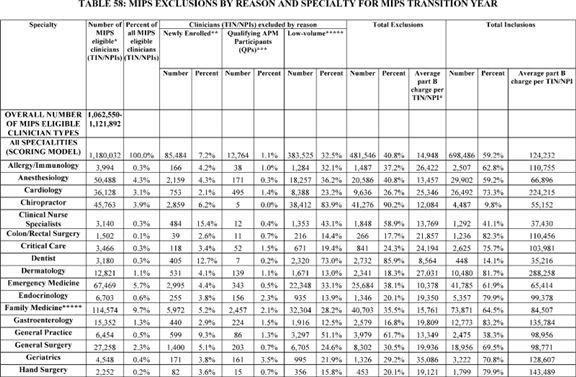 TABLE 58: MIPS EXCLUSIONS BY REASON AND SPECIALTY FOR MIPS TRANSITION YEAR
Specialty Number of MIPS eligible* clinicians (TIN/NPIs) Percent of all MIPS eligible clinicians (TIN/NPIs) Clinicians (TIN/NPIs) excluded by reason Total Exclusions Total Inclusions
Newly Enrolled** Qualifying APM Participants (QPs)*** Low-volume*****
Number Percent Number Percent Number Percent Number Percent Average part B charge per TIN/NPI* Number Percent Average part B charge per TIN/NPI
OVERALL NUMBER OF MIPS ELIGIBLE CLINICIAN TYPES 1,062,550-1,121,892
All SPECIALITIES (SCORING MODEL) 1,180,032 100.0% 85,484 7.2% 12,764 1.1% 383,525 32.5% 481,546 40.8% 14,948 698,486 59.2% 124,232
Allergy/Immunology 3,994 0.3% 166 4.2% 38 1.0% 1,284 32.1% 1,487 37.2% 26,422 2,507 62.8% 110,755
Anesthesiology 50,488 4.3% 2,159 4.3% 171 0.3% 18,257 36.2% 20,586 40.8% 13,457 29,902 59.2% 66,896
Cardiology 36,128 3.1% 753 2.1% 495 1.4% 8,388 23.2% 9,636 26.7% 25,346 26,492 73.3% 224,215
Chiropractor 45,763 3.9% 2,859 6.2% 5 0.0% 38,412 83.9% 41,276 90.2% 12,084 4,487 9.8% 55,152
Clinical Nurse Specialists 3,140 0.3% 484 15.4% 12 0.4% 1,353 43.1% 1,848 58.9% 13,769 1,292 41.1% 37,430
Colon/Rectal Surgery 1,502 0.1% 39 2.6% 11 0.7% 216 14.4% 266 17.7% 21,857 1,236 82.3% 110,456
Critical Care 3,466 0.3% 118 3.4% 52 1.5% 671 19.4% 841 24.3% 24,194 2,625 75.7% 103,981
Dentist 3,180 0.3% 405 12.7% 7 0.2% 2,320 73.0% 2,732 85.9% 8,564 448 14.1% 35,216
Dermatology 12,821 1.1% 531 4.1% 139 1.1% 1,671 13.0% 2,341 18.3% 27,031 10,480 81.7% 288,258
Emergency Medicine 67,469 5.7% 2,995 4.4% 343 0.5% 22,348 33.1% 25,684 38.1% 10,378 41,785 61.9% 65,414
Endocrinology 6,703 0.6% 255 3.8% 156 2.3% 935 13.9% 1,346 20.1% 19,350 5,357 79.9% 99,378
Family Medicine***** 114,574 9.7% 5,972 5.2% 2,457 2.1% 32,304 28.2% 40,703 35.5% 15,761 73,871 64.5% 84,507
Gastroenterology 15,352 1.3% 440 2.9% 224 1.5% 1,916 12.5% 2,579 16.8% 19,809 12,773 83.2% 135,784
General Practice 6,454 0.5% 599 9.3% 86 1.3% 3,297 51.1% 3,979 61.7% 13,349 2,475 38.3% 98,956
General Surgery 27,258 2.3% 1,400 5.1% 203 0.7% 6,705 24.6% 8,302 30.5% 19,936 18,956 69.5% 98,771
Geriatrics 4,548 0.4% 171 3.8% 161 3.5% 995 21.9% 1,326 29.2% 35,086 3,222 70.8% 128,607
Hand Surgery 2,252 0.2% 82 3.6% 15 0.7% 356 15.8% 453 20.1% 19,121 1,799 79.9% 143,489